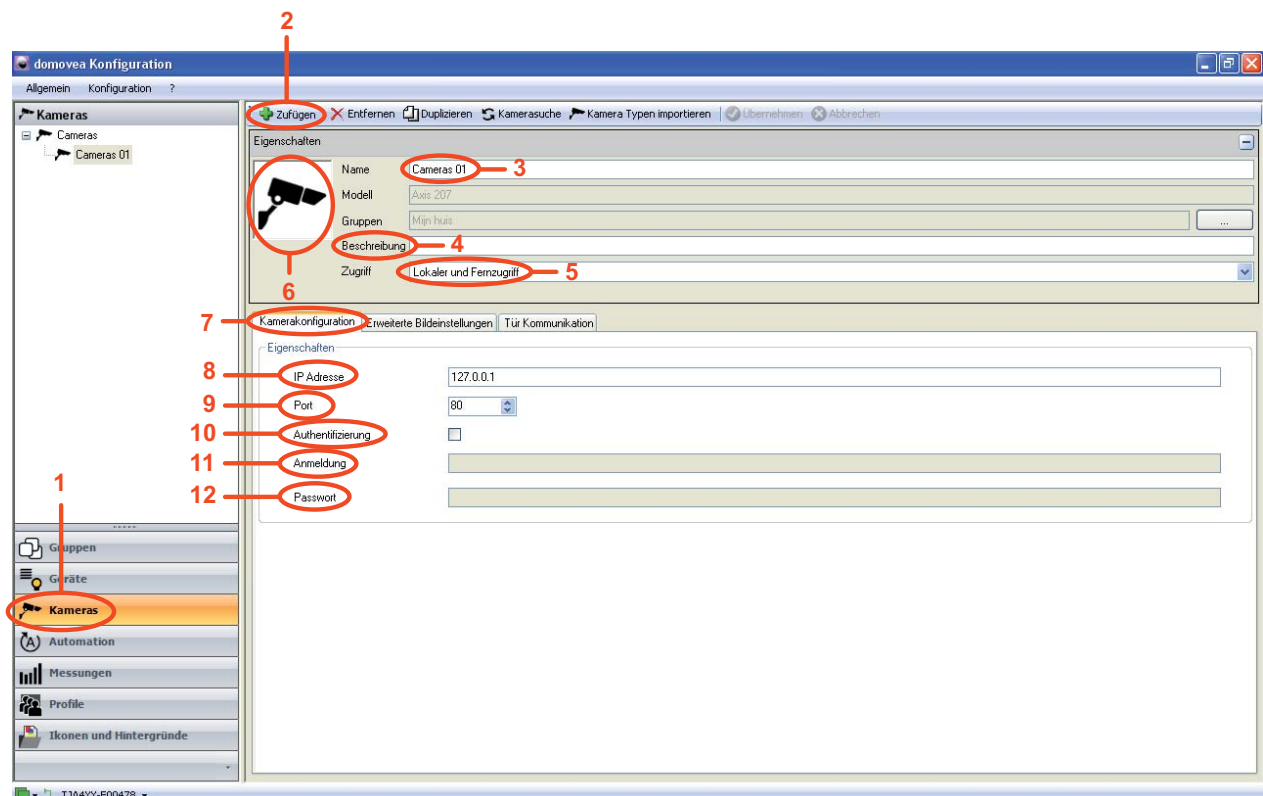 2
domovea Konfiguration
Allgemein Konfiguration ?
Kameras
Zufügen Entfernen Duplizieren Kamerasuche Kamera Typen importieren Übernehmen Abbrechen
Cameras
Cameras 01
Eigenschaften
Name Cameras 01 3
Modell Axis 207
Gruppen Mijn huis ...
Beschreibung 4
Zugriff Lokaler und Fernzugriff 5
6
7 Kamerakonfiguration Erweiterte Bildeinstellungen Tür Kommunikation
Eigenschaften
8 IP Adresse 127.0.0.1
9 Port 80
10 Authentifizierung
11 Anmeldung
12 Passwort
1
Gruppen
Geräte
Kameras
Automation
Messungen
Profile
Ikonen und Hintergründe
TJA4XX-E00478